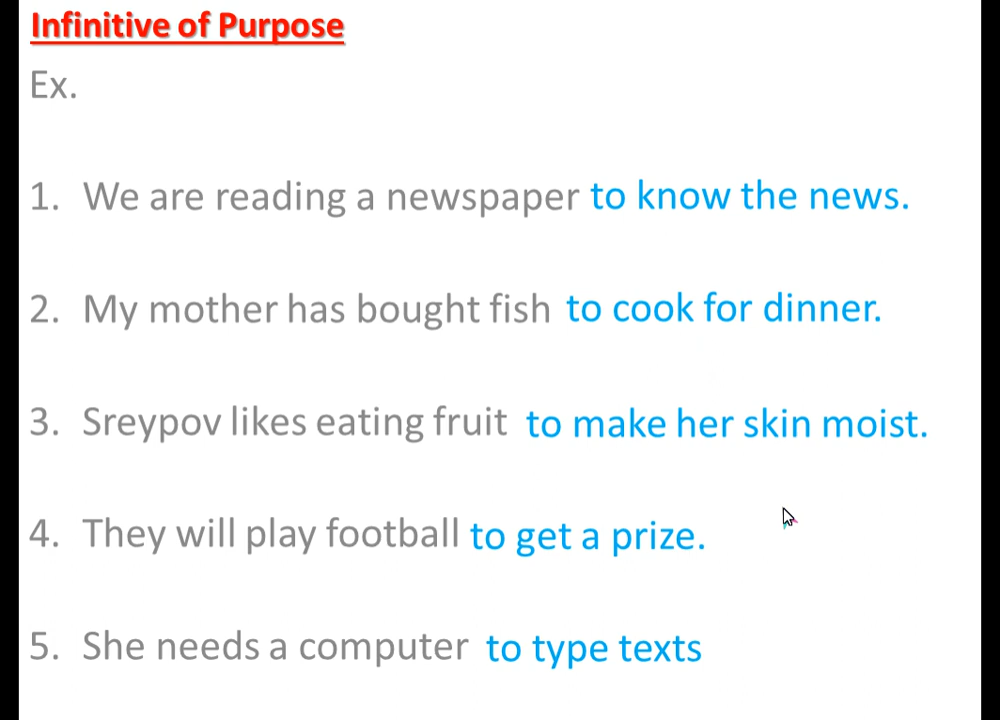 Infinitive of Purpose
Ex.
1. We are reading a newspaper to know the news.
2. My mother has bought fish to cook for dinner.
3. Sreypov likes eating fruit to make her skin moist.
4. They will play football to get a prize.
5. She needs a computer to type texts